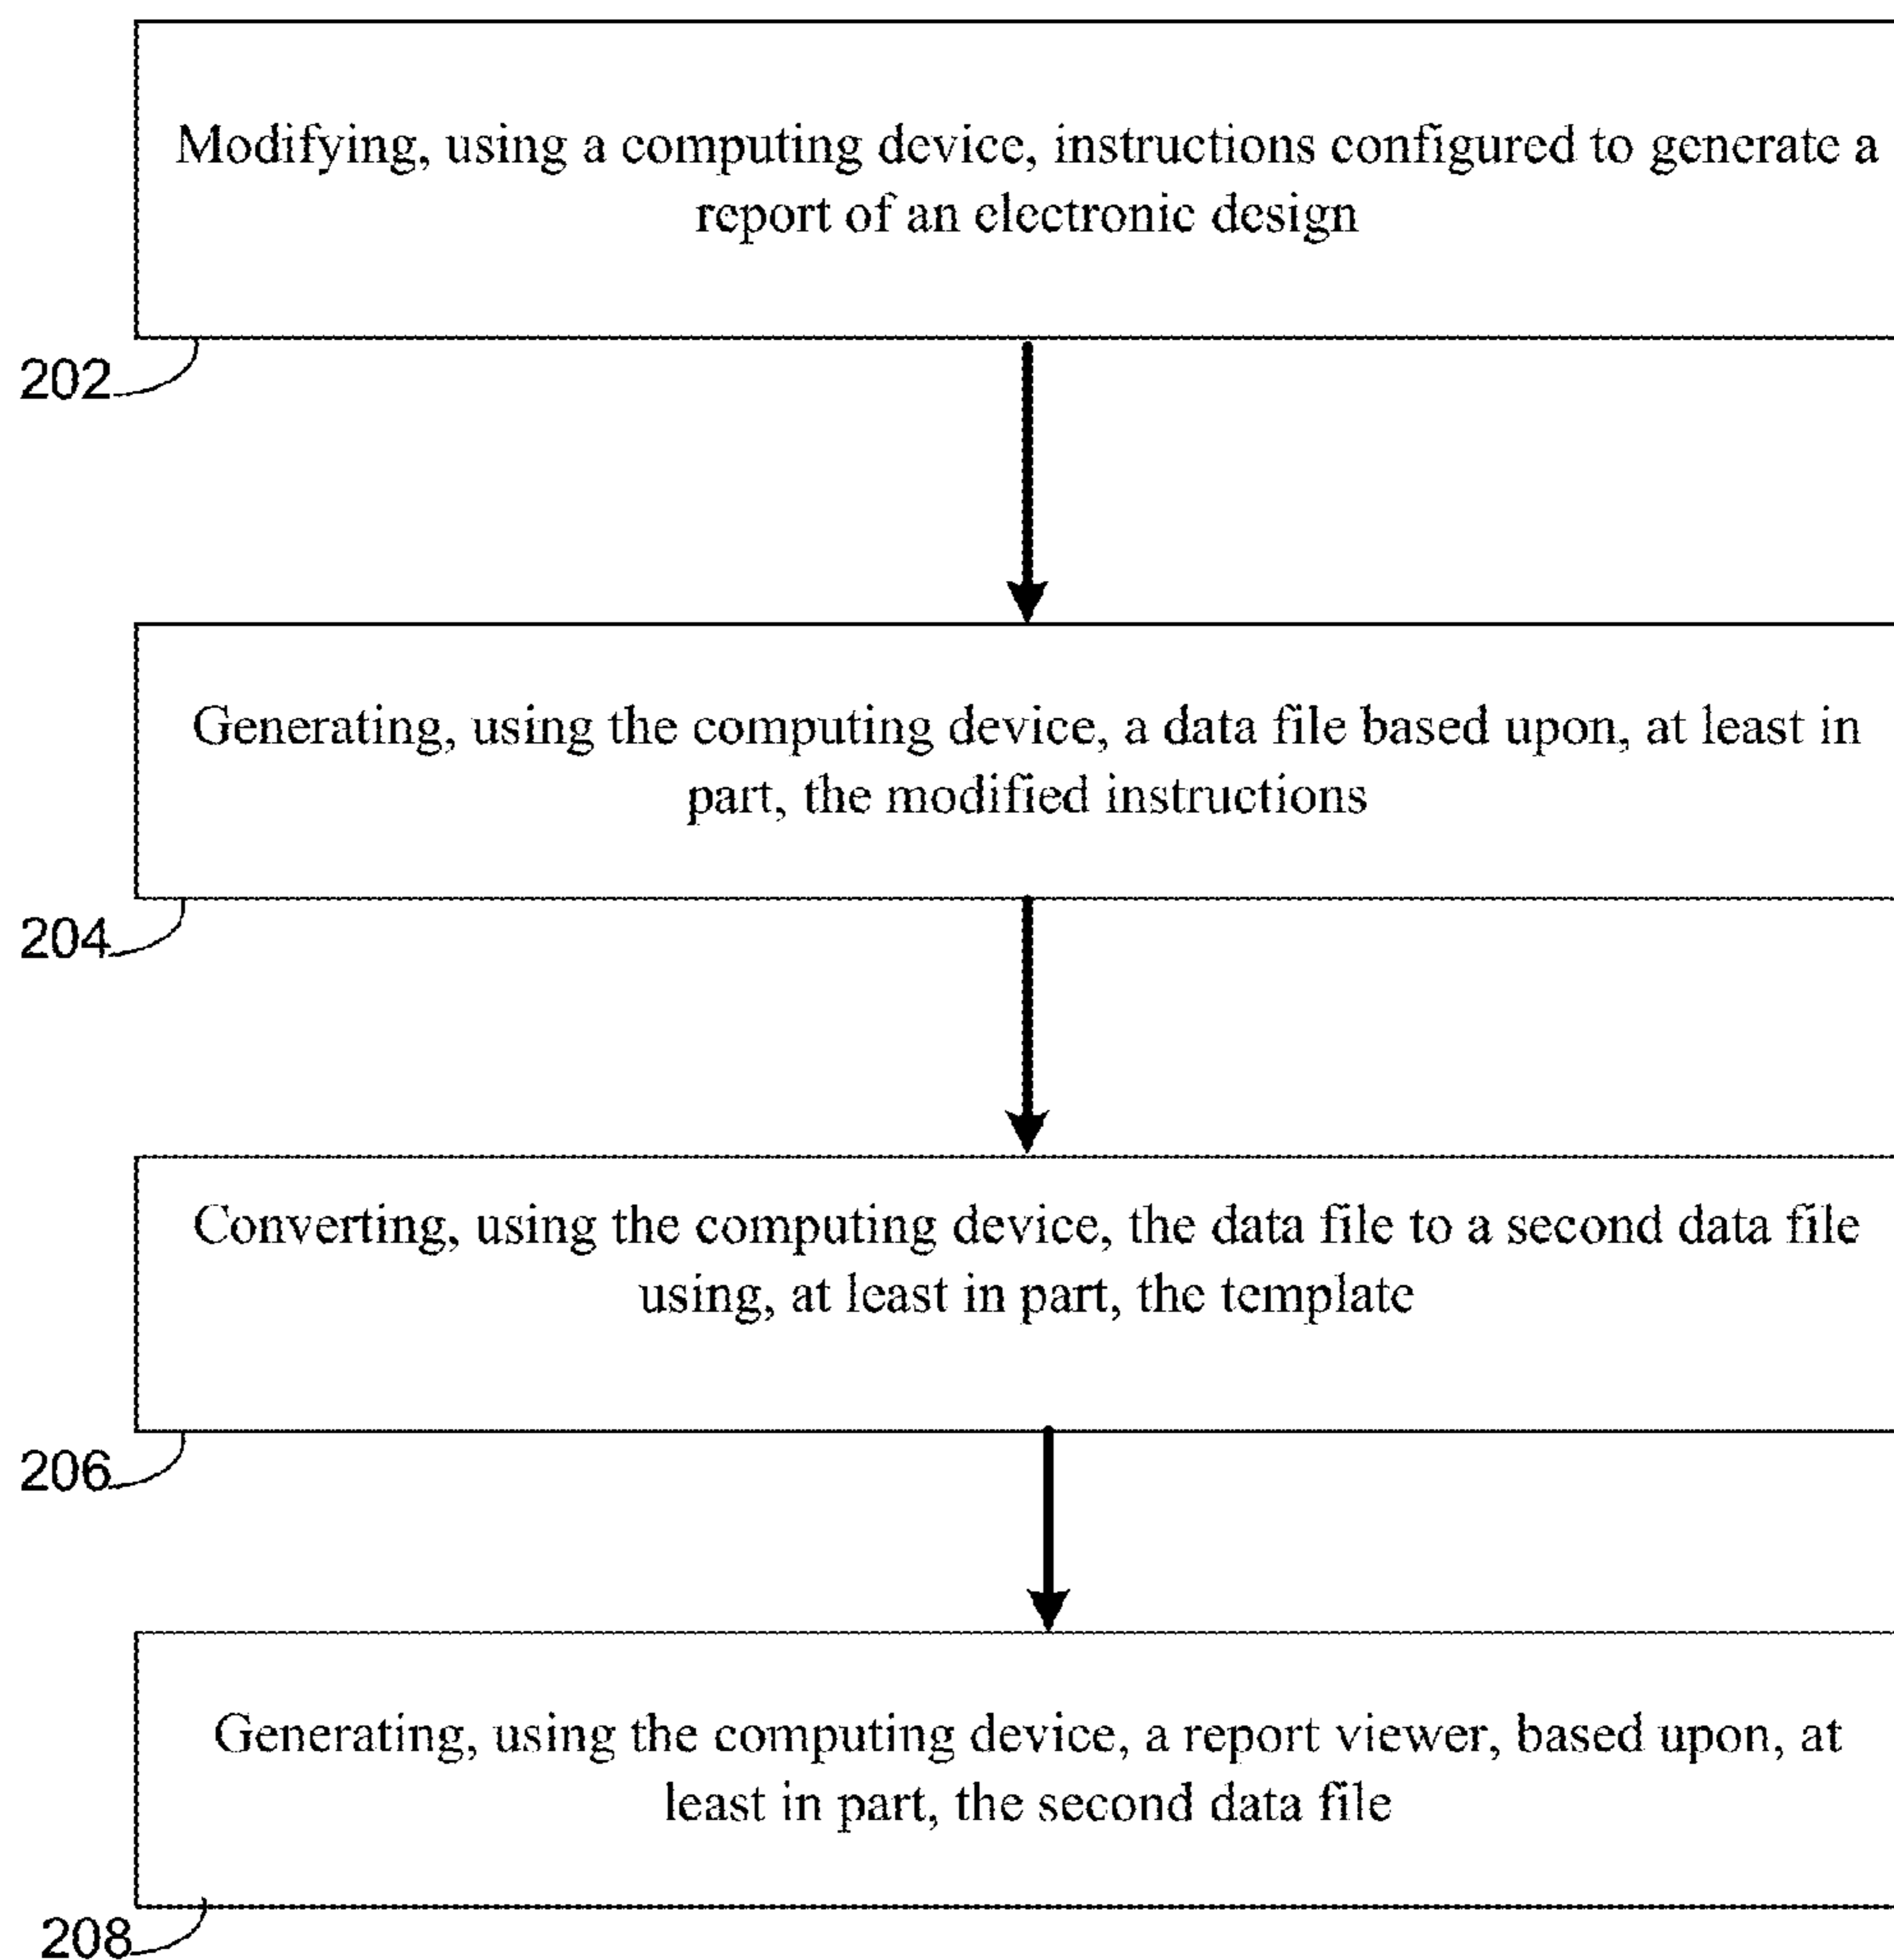 Modifying, using a computing device, instructions configured to generate a
report of an electronic design
202
Generating, using the computing device, a data file based upon, at least in
part, the modified instructions
204
Converting, using the computing device, the data file to a second data file
using, at least in part, the template
206
Generating, using the computing device, a report viewer, based upon, at
least in part, the second data file
208